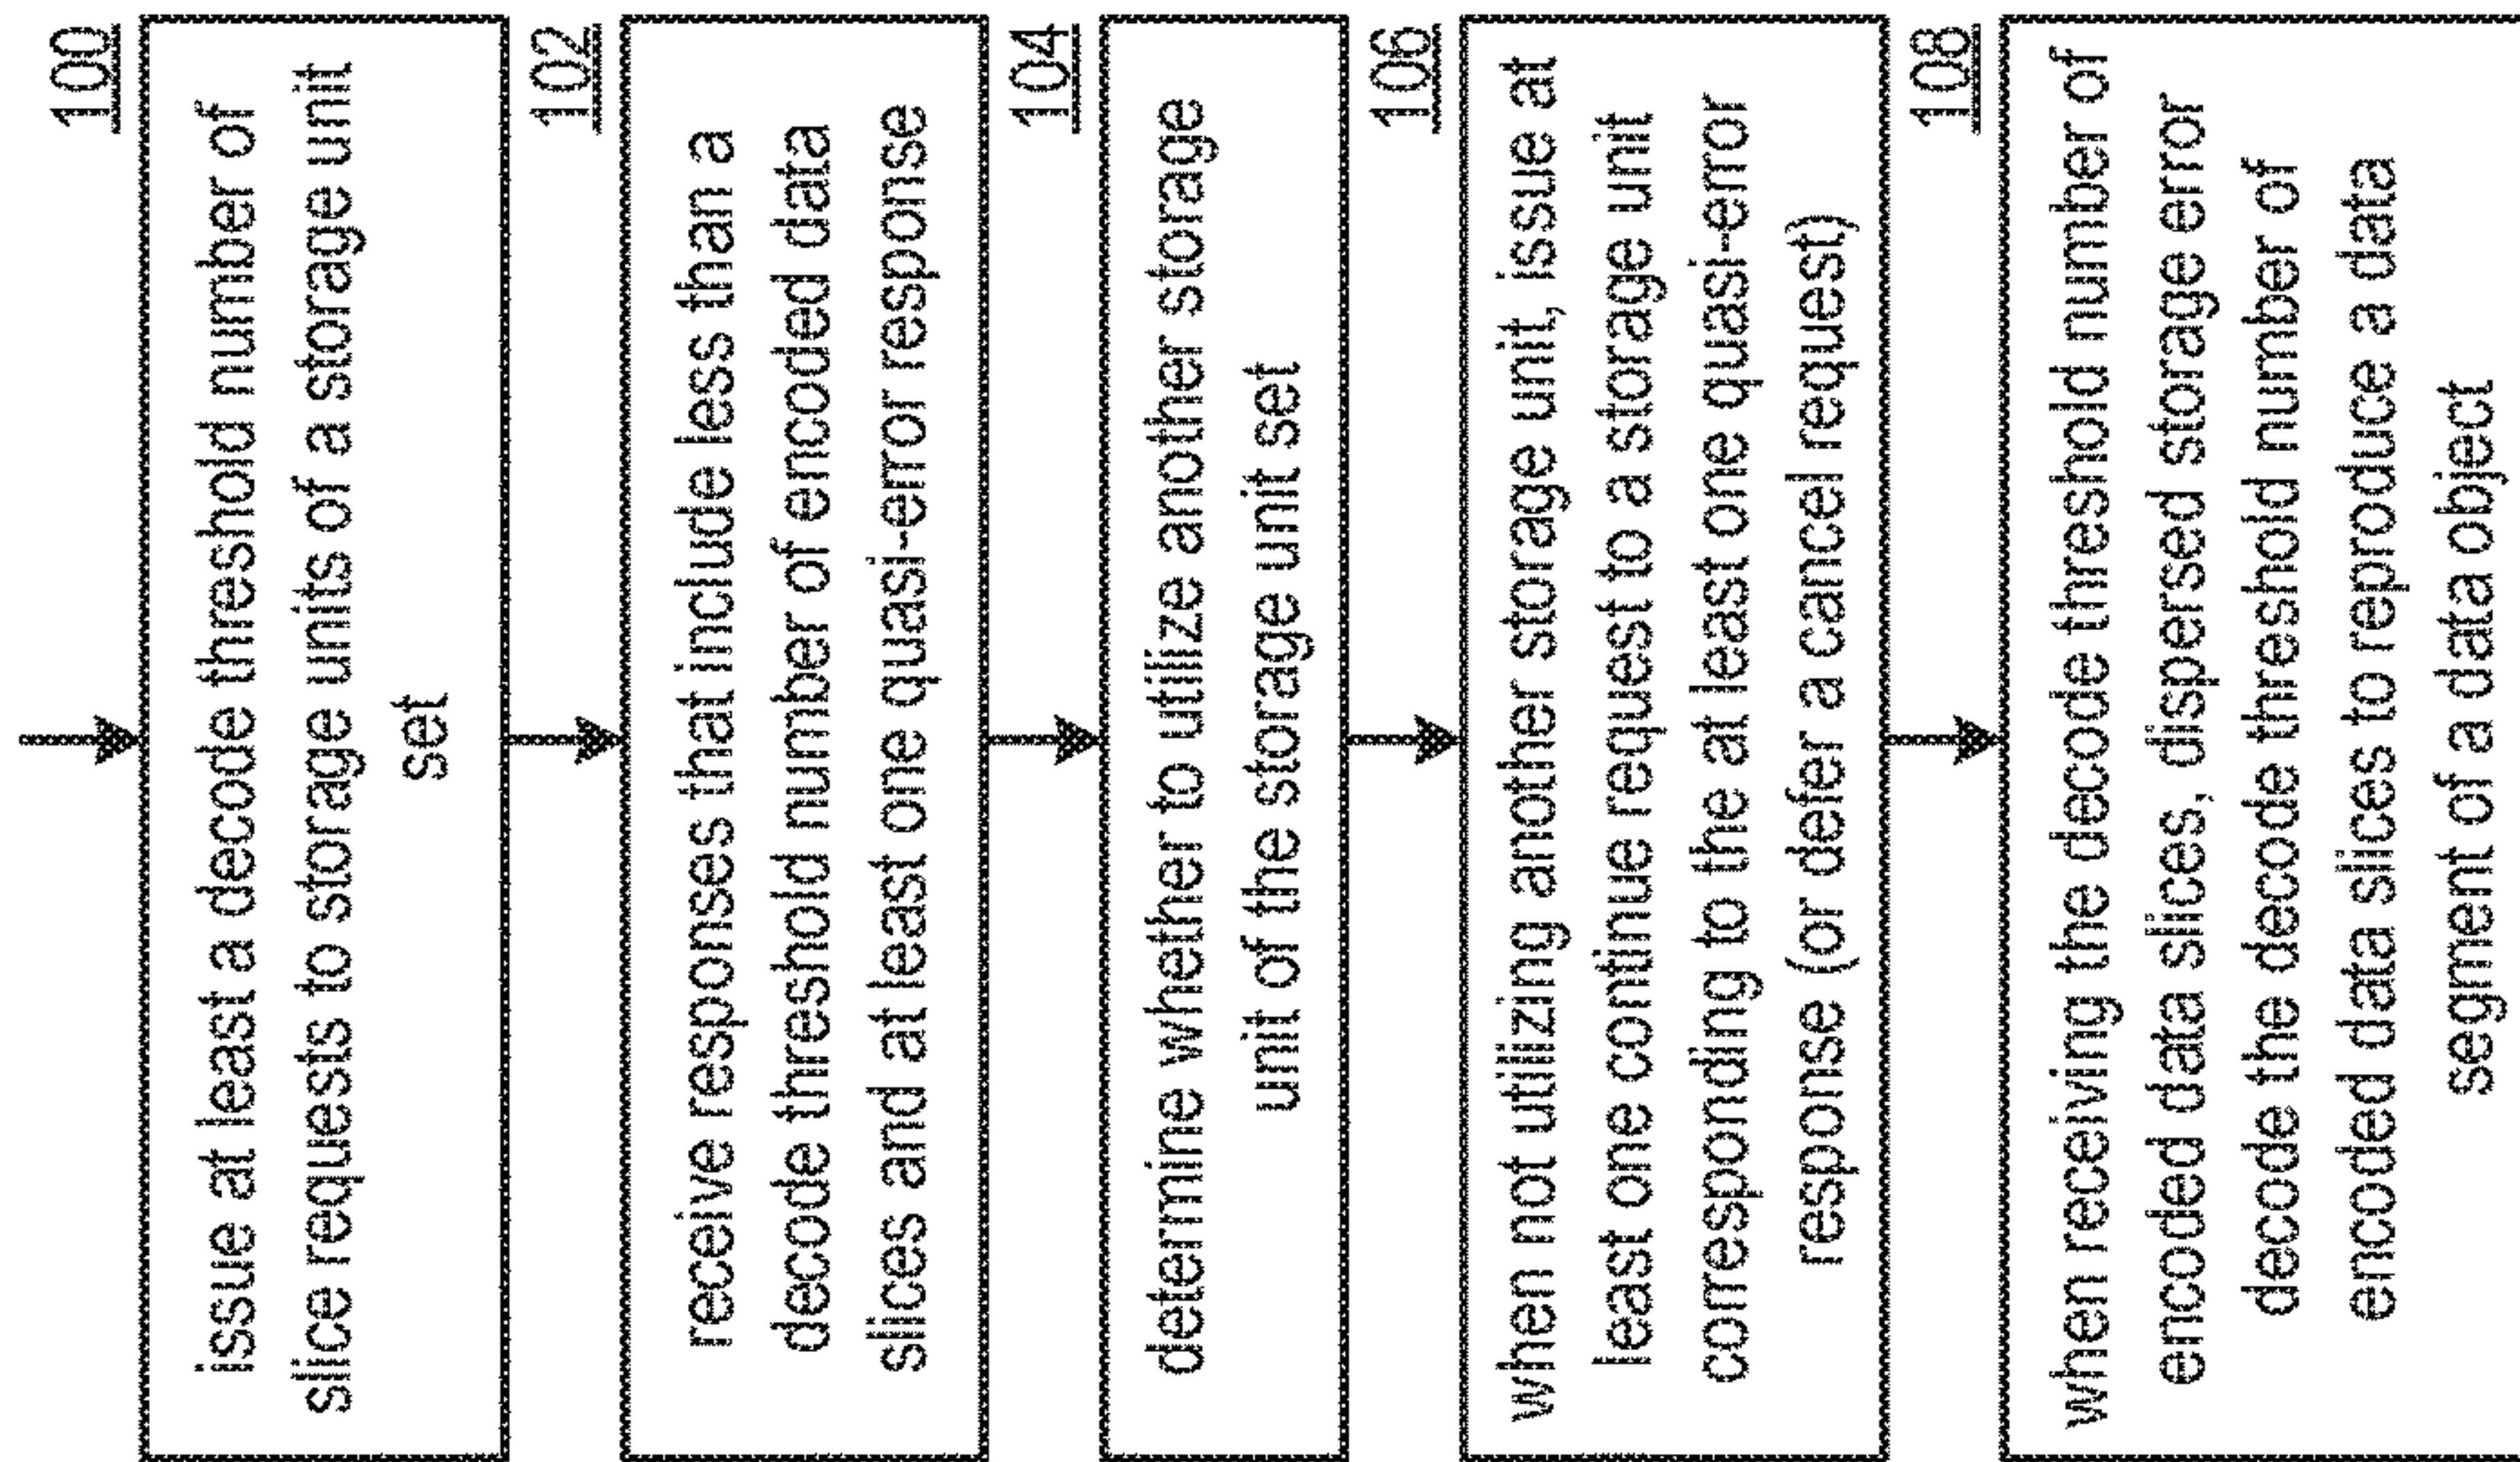 100
issue at least a decode threshold number of
slice requests to storage units of a storage unit
set
102
receive responses that include less than a
decode threshold number of encoded data
slices and at least one quasi-error response
104
determine whether to utilize another storage
unit of the storage unit set
106
when not utilizing another storage unit, issue at
least one continue request to a storage unit
corresponding to the at least one quasi-error
response (or defer a cancel request)
108
when receiving the decode threshold number of
encoded data slices, dispersed storage error
decode the decode threshold number of
encoded data slices to reproduce a data
segment of a data object